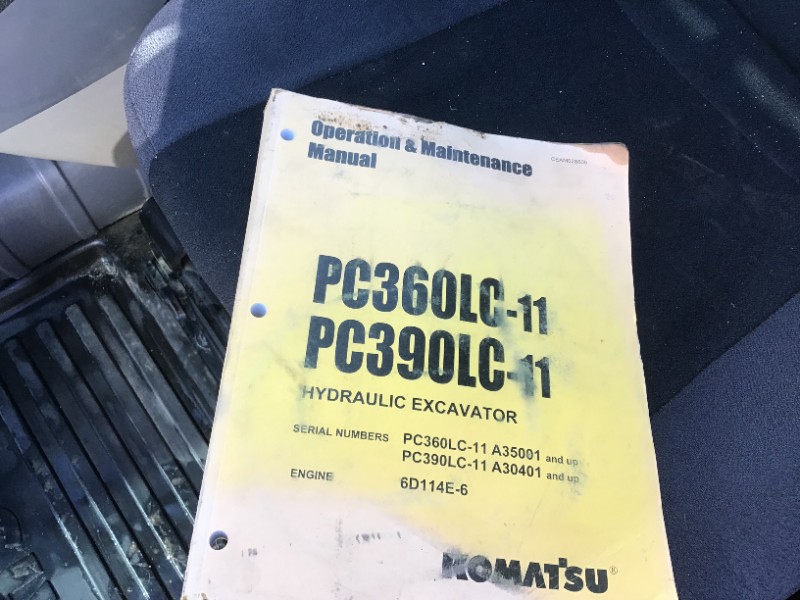 Operation & Maintenance
Manual
PC360LC-11
PC390LC-11
HYDRAULIC EXCAVATOR
SERIAL NUMBERS PC360LC-11 A35001 and up
PC390LC-11 A30401 and up
ENGINE 6D114E-6
KOMATSU®